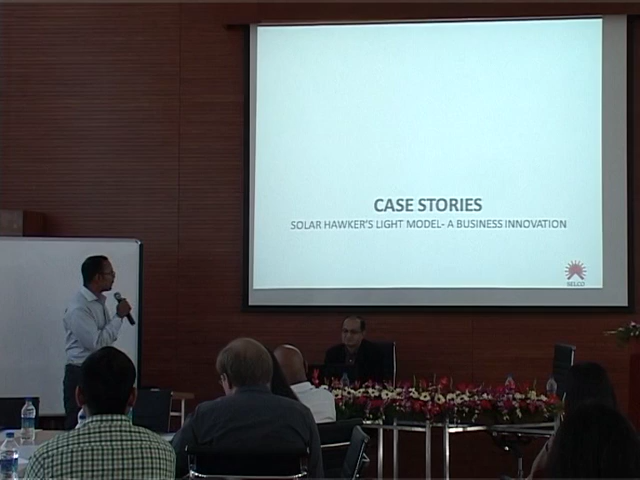 CASE STORIES
SOLAR HAWKER'S LIGHT MODEL- A BUSINESS INNOVATION
SELCO